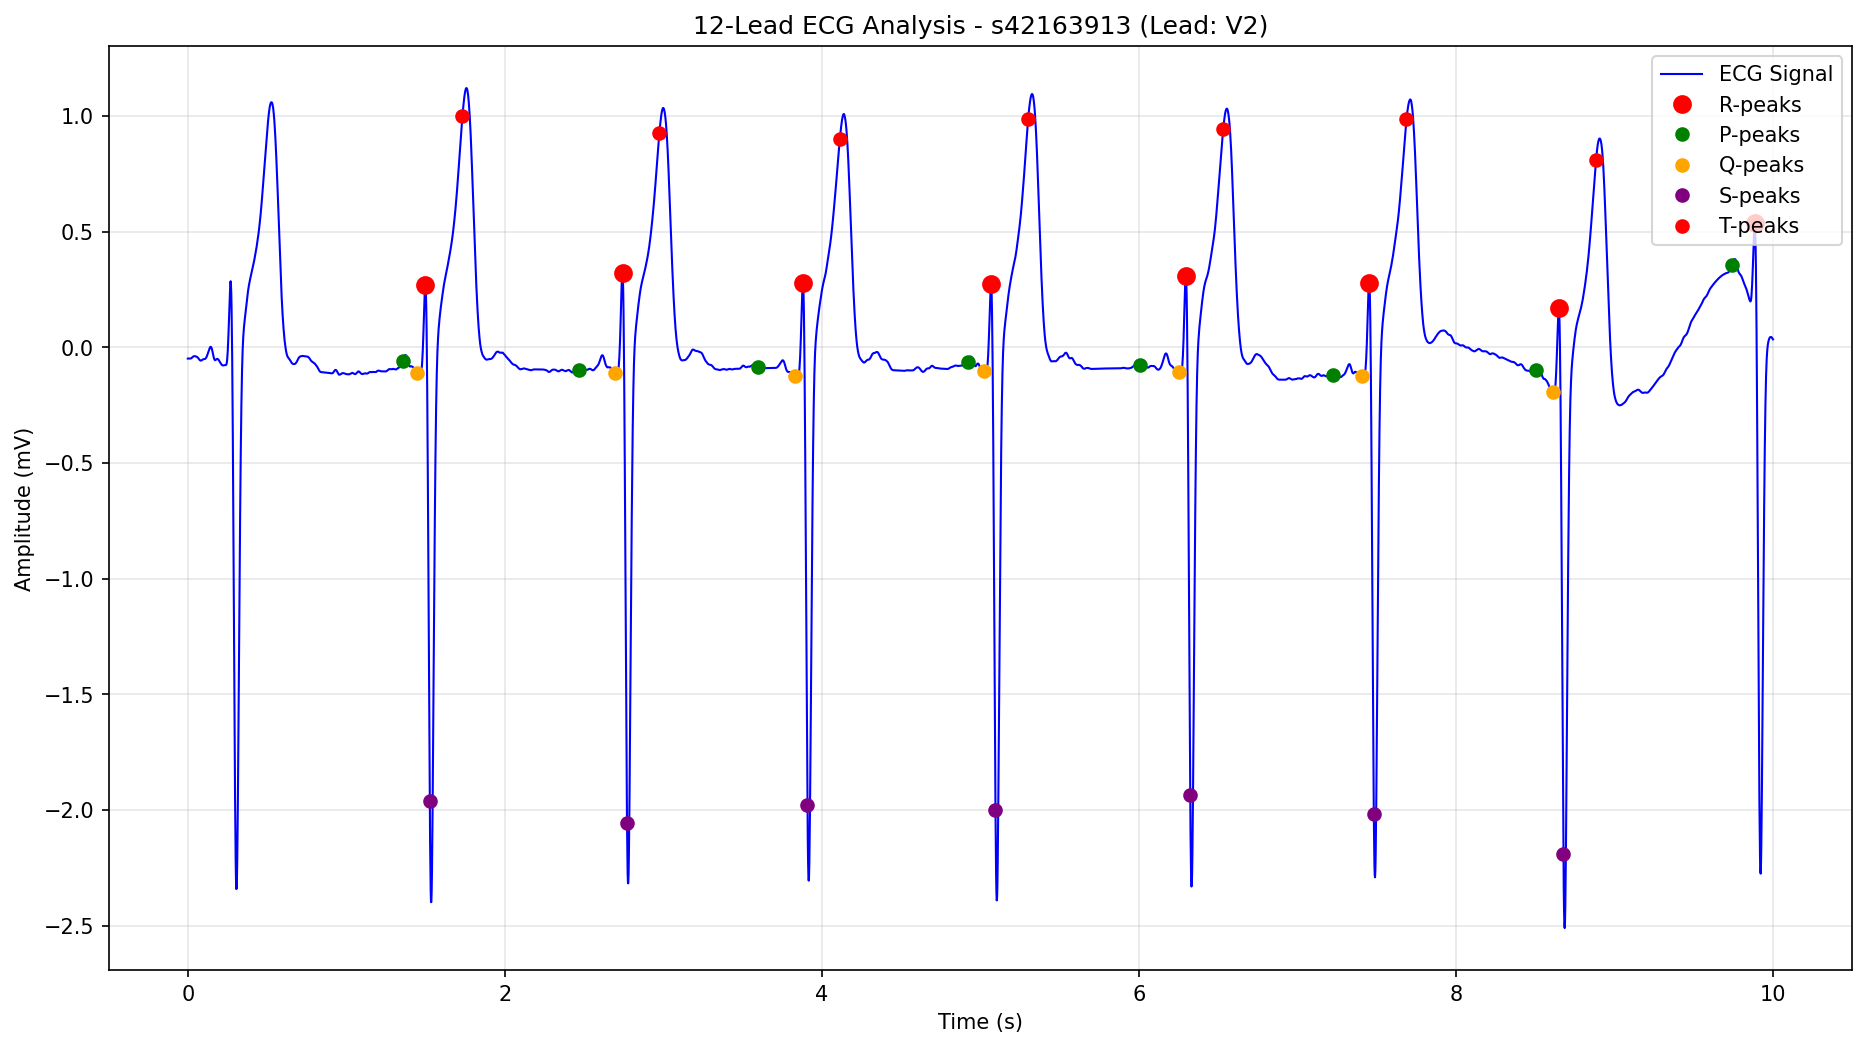 12-Lead ECG Analysis - s42163913 (Lead: V2)
ECG Signal
R-peaks
P-peaks
Q-peaks
S-peaks
T-peaks
Amplitude (mV)
1.0
0.5
0.0
−0.5
−1.0
−1.5
−2.0
−2.5
0 2 4 6 8 10
Time (s)